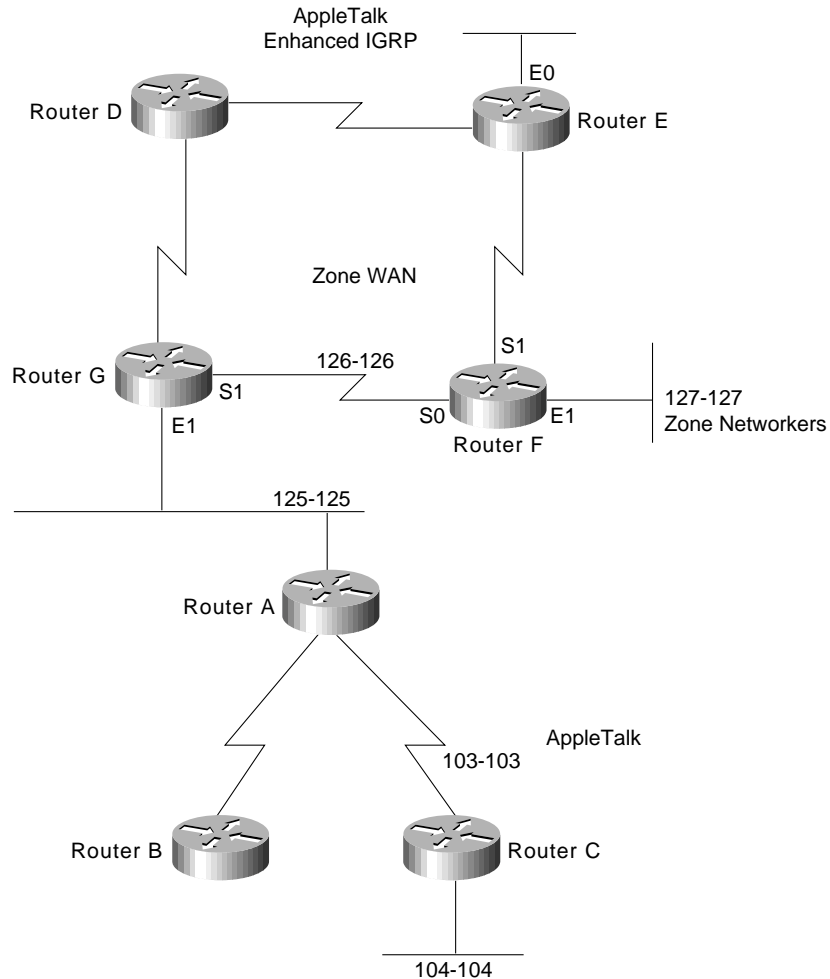 AppleTalk
Enhanced IGRP
E0
Router D
Router E
Zone WAN
S1
126-126
Router G
S1
127-127
S0
E1
Zone Networkers
E1
Router F
125-125
Router A
AppleTalk
103-103
Router B
Router C
104-104